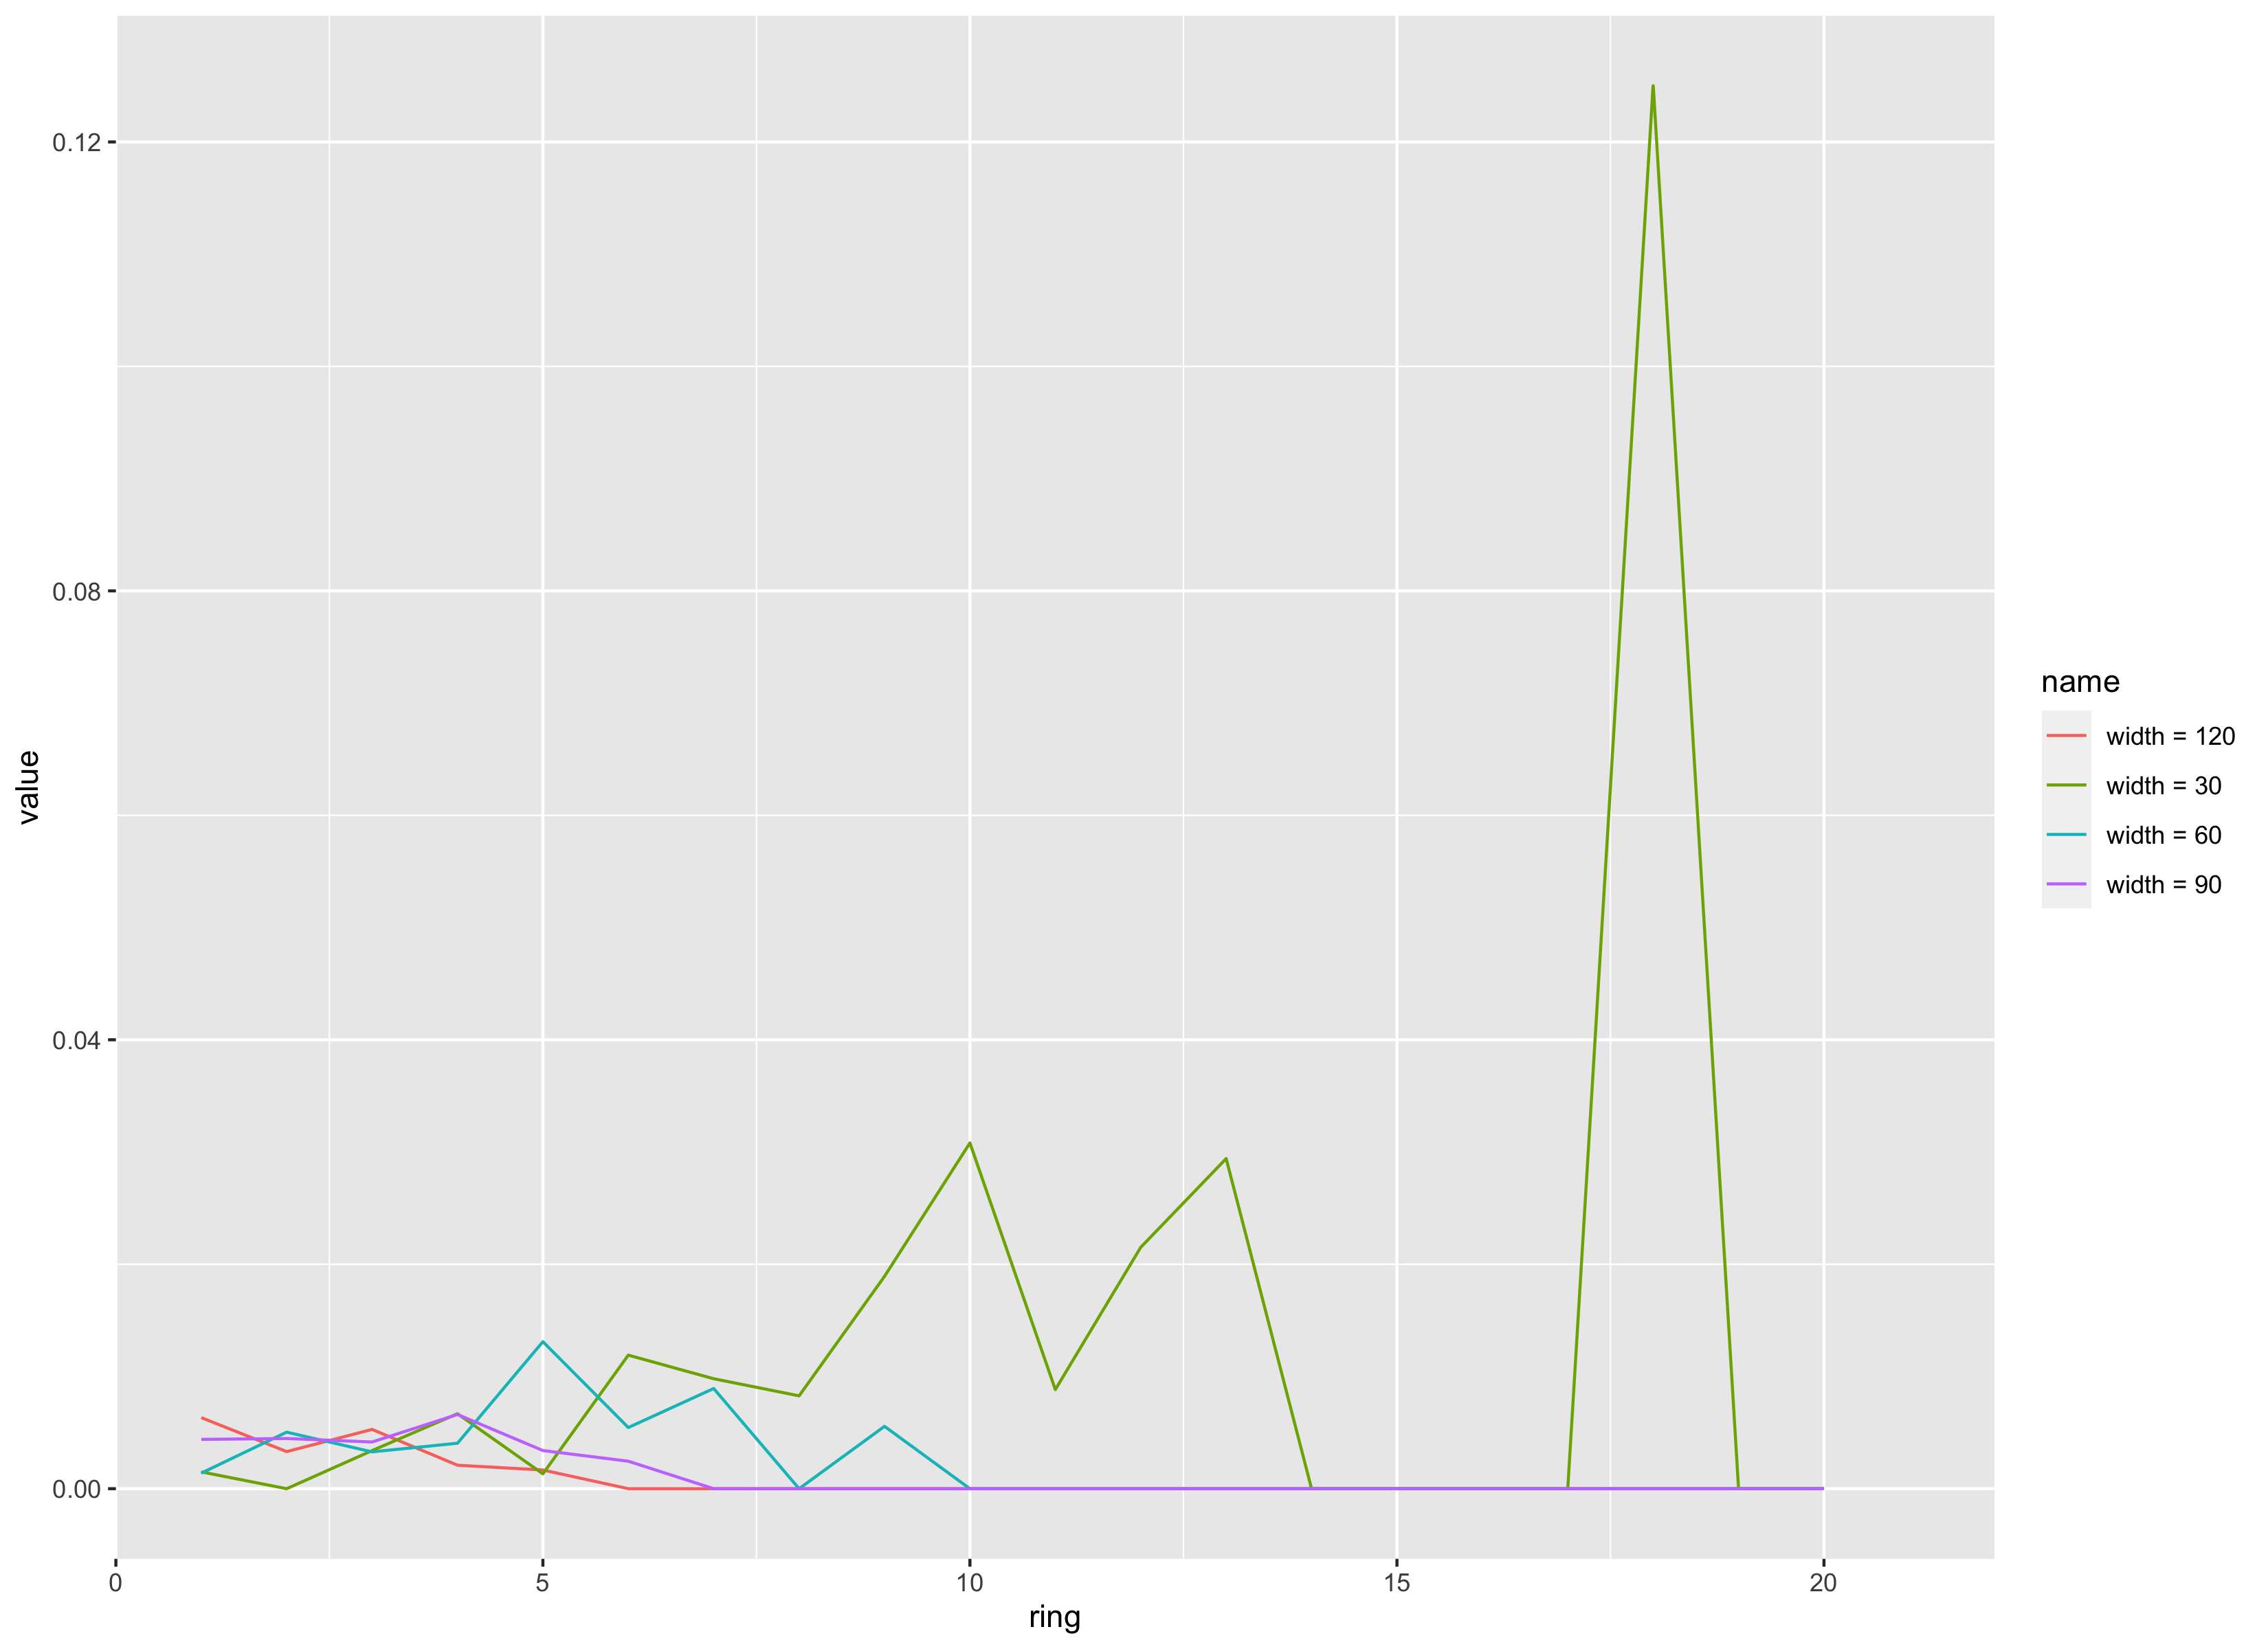 0.12
0.08
0.04
0.00
value
0
5
10
15
20
ring
name
width = 120
width = 30
width = 60
width = 90